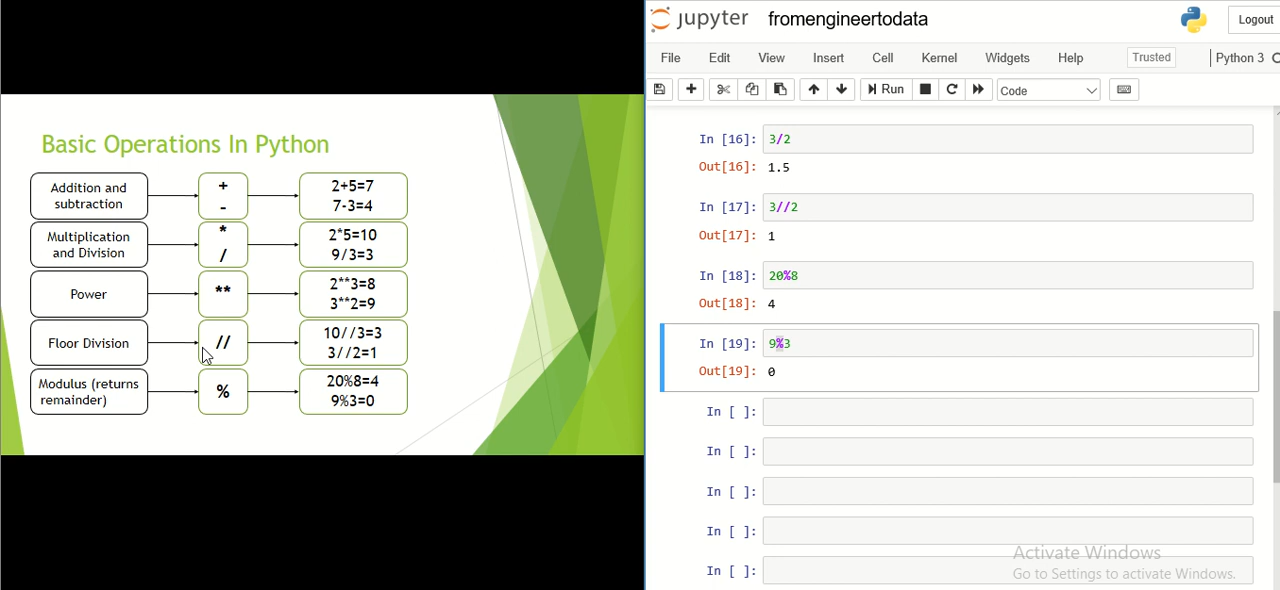 Basic Operations In Python
Addition and
subtraction
+
-
2+5=7
7-3=4
Multiplication
and Division
*
/
2*5=10
9/3=3
Power
**
2**3=8
3**2=9
Floor Division
//
10//3=3
3//2=1
Modulus (returns
remainder)
%
20%8=4
9%3=0
jupyter fromengineertodata
Logout
File Edit View Insert Cell Kernel Widgets Help Trusted Python 3
Run Code
In [16]: 3/2
Out[16]: 1.5
In [17]: 3//2
Out[17]: 1
In [18]: 20%8
Out[18]: 4
In [19]: 9%3
Out[19]: 0
In [ ]:
In [ ]:
In [ ]:
In [ ]:
In [ ]:
Activate Windows
Go to Settings to activate Windows.